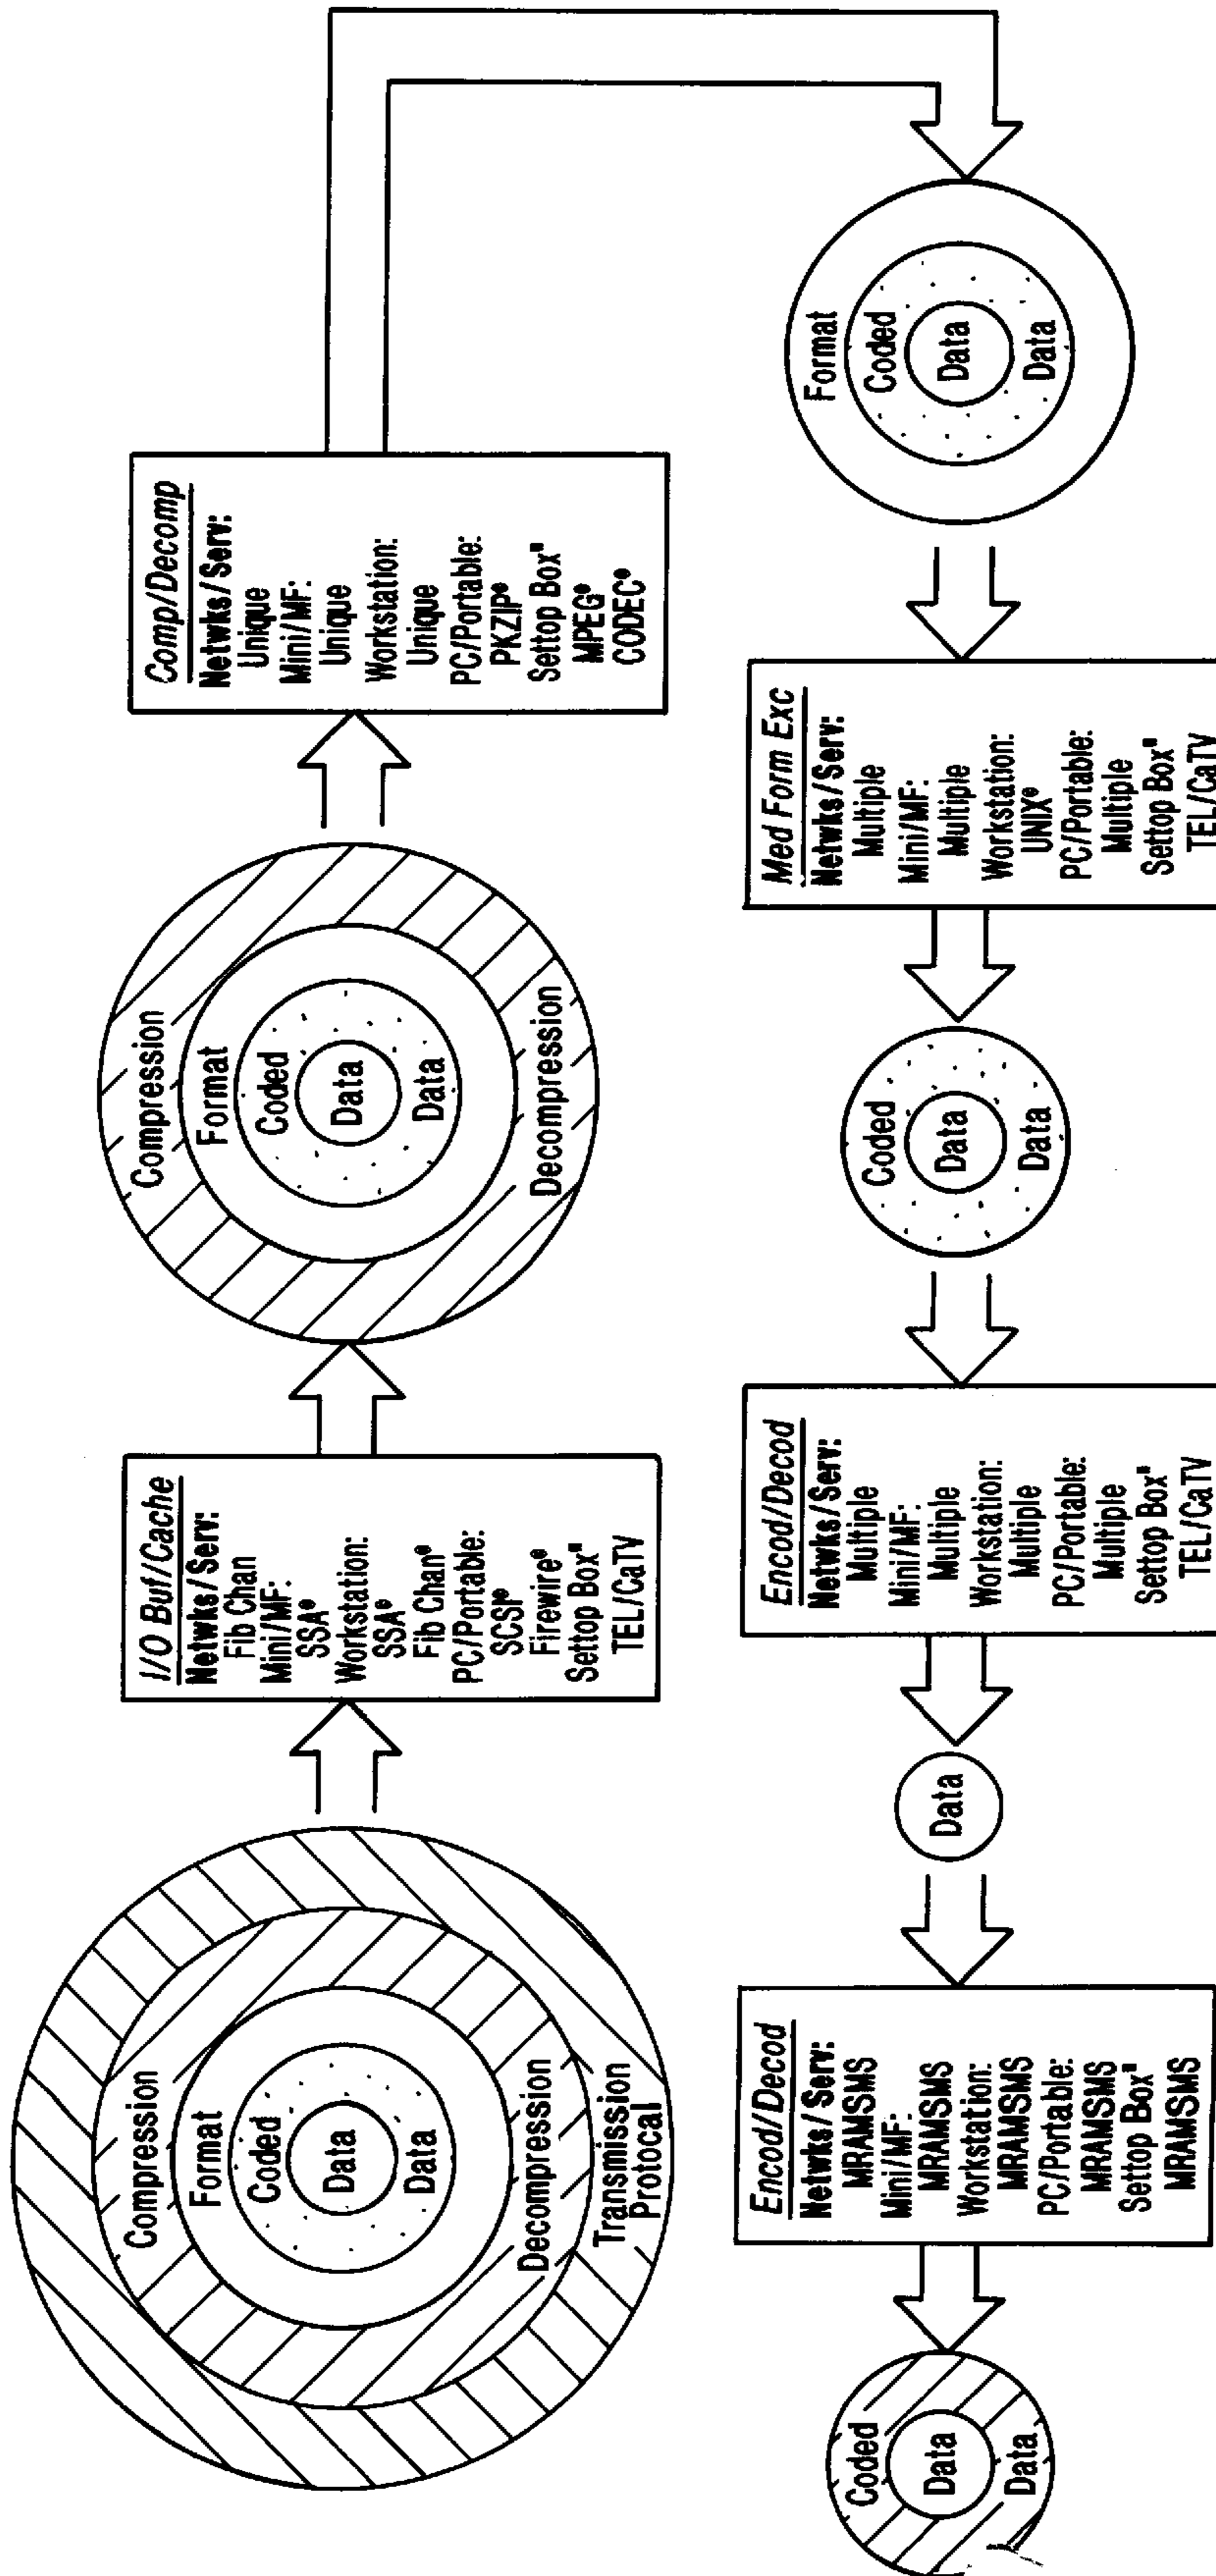 Compression
Format
Coded
Data
Data
Decompression
Transmission
Protocal
I/O Buf/Cache
Netwks/Serv:
Fib Chan
Mini/MF:
SSA®
Workstation:
SSA®
Fib Chan®
PC/Portable:
SCSI®
Firewire®
Settop Box"
TEL/CaTV
Compression
Format
Coded
Data
Data
Decompression
Comp/Decomp
Netwks/Serv:
Unique
Mini/MF:
Unique
Workstation:
Unique
PC/Portable:
PKZIP®
Settop Box"
MPEG®
CODEC®
Format
Coded
Data
Data
Med Form Exc
Netwks/Serv:
Multiple
Mini/MF:
Multiple
Workstation:
UNIX®
PC/Portable:
Multiple
Settop Box"
TEL/CaTV
Coded
Data
Data
Encod/Decod
Netwks/Serv:
Multiple
Mini/MF:
Multiple
Workstation:
Multiple
PC/Portable:
Multiple
Settop Box"
TEL/CaTV
Data
Encod/Decod
Netwks/Serv:
MRAMSMS
Mini/MF:
MRAMSMS
Workstation:
MRAMSMS
PC/Portable:
MRAMSMS
Settop Box"
MRAMSMS
Coded
Data
Data